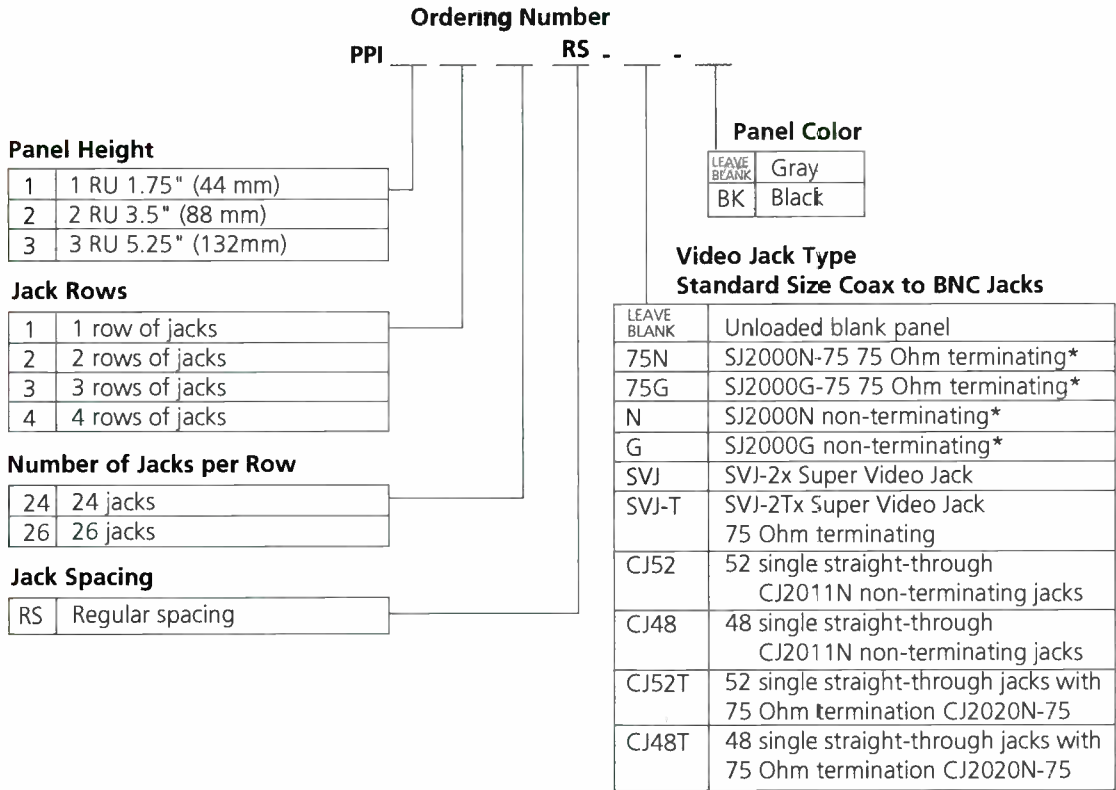 Ordering Number
PPI __ __ __ RS - __ - __
Panel Height
1 1 RU 1.75" (44 mm)
2 2 RU 3.5" (88 mm)
3 3 RU 5.25" (132mm)
Jack Rows
1 1 row of jacks
2 2 rows of jacks
3 3 rows of jacks
4 4 rows of jacks
Number of Jacks per Row
24 24 jacks
26 26 jacks
Jack Spacing
RS Regular spacing
Panel Color
LEAVE BLANK Gray
BK Black
Video Jack Type
Standard Size Coax to BNC Jacks
LEAVE BLANK Unloaded blank panel
75N SJ2000N-75 75 Ohm terminating*
75G SJ2000G-75 75 Ohm terminating*
N SJ2000N non-terminating*
G SJ2000G non-terminating*
SVJ SVJ-2x Super Video Jack
SVJ-T SVJ-2Tx Super Video Jack
75 Ohm terminating
CJ52 52 single straight-through
CJ2011N non-terminating jacks
CJ48 48 single straight-through
CJ2011N non-terminating jacks
CJ52T 52 single straight-through jacks with
75 Ohm termination CJ2020N-75
CJ48T 48 single straight-through jacks with
75 Ohm termination CJ2020N-75